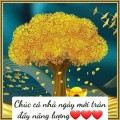 Chúc cả nhà ngày mới tràn
đầy năng lượng❤❤❤